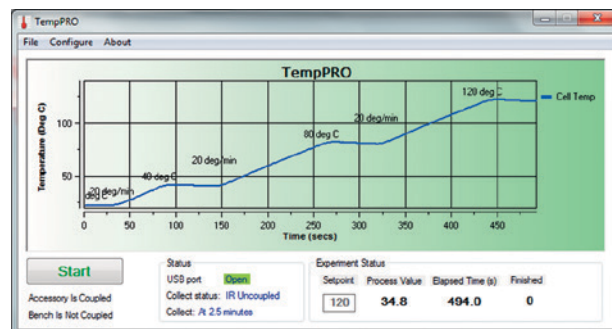 TempPRO
File Configure About
TempPRO
120 deg C
Cell Temp
20 deg/min
80 deg C
20 deg/min
40 deg C
20 deg/min
deg C
Temperature (Deg C)
100
50
0 50 100 150 200 250 300 350 400 450
Time (secs)
Start
Accessory Is Coupled
Bench Is Not Coupled
Status
USB port Open
Collect status: IR Uncoupled
Collect: At 2.5 minutes
Experiment Status
Setpoint Process Value Elapsed Time (s) Finished
120 34.8 494.0 0